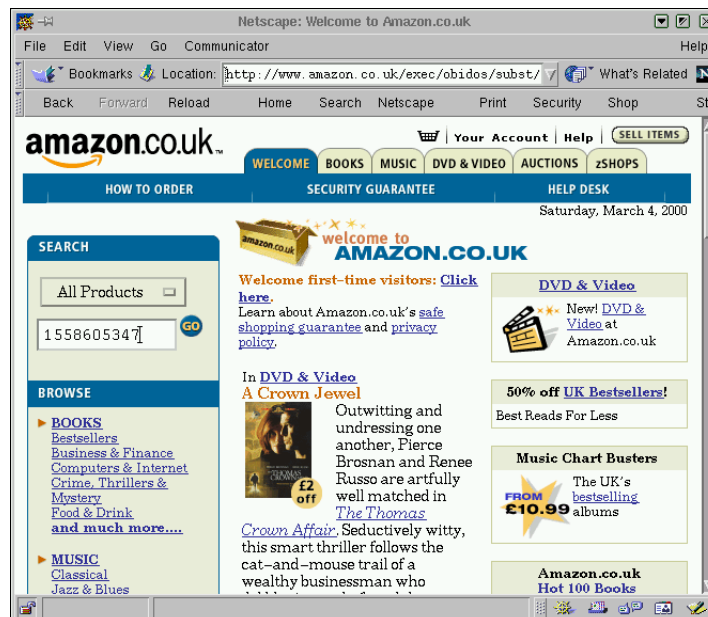 Netscape: Welcome to Amazon.co.uk
File Edit View Go Communicator Help
Bookmarks Location: http://www.amazon.co.uk/exec/obidos/subst/ What's Related N
Back Forward Reload Home Search Netscape Print Security Shop St
amazon.co.uk
Your Account Help SELL ITEMS
WELCOME BOOKS MUSIC DVD & VIDEO AUCTIONS zSHOPS
HOW TO ORDER SECURITY GUARANTEE HELP DESK
Saturday, March 4, 2000
SEARCH
All Products
1558605347 GO
BROWSE
BOOKS
Bestsellers
Business & Finance
Computers & Internet
Crime, Thrillers &
Mystery
Food & Drink
and much more....
MUSIC
Classical
Jazz & Blues
amazon.co.uk
welcome to
AMAZON.CO.UK
Welcome first-time visitors: Click
here.
Learn about Amazon.co.uk's safe
shopping guarantee and privacy
policy.
In DVD & Video
A Crown Jewel
THOMAS
CROWN
£2
off
Outwitting and
undressing one
another, Pierce
Brosnan and Renee
Russo are artfully
well matched in
The Thomas
Crown Affair. Seductively witty,
this smart thriller follows the
cat-and-mouse trail of a
wealthy businessman who
DVD & Video
New! DVD &
Video at
Amazon.co.uk
50% off UK Bestsellers!
Best Reads For Less
Music Chart Busters
FROM
£10.99
The UK's
bestselling
albums
Amazon.co.uk
Hot 100 Books